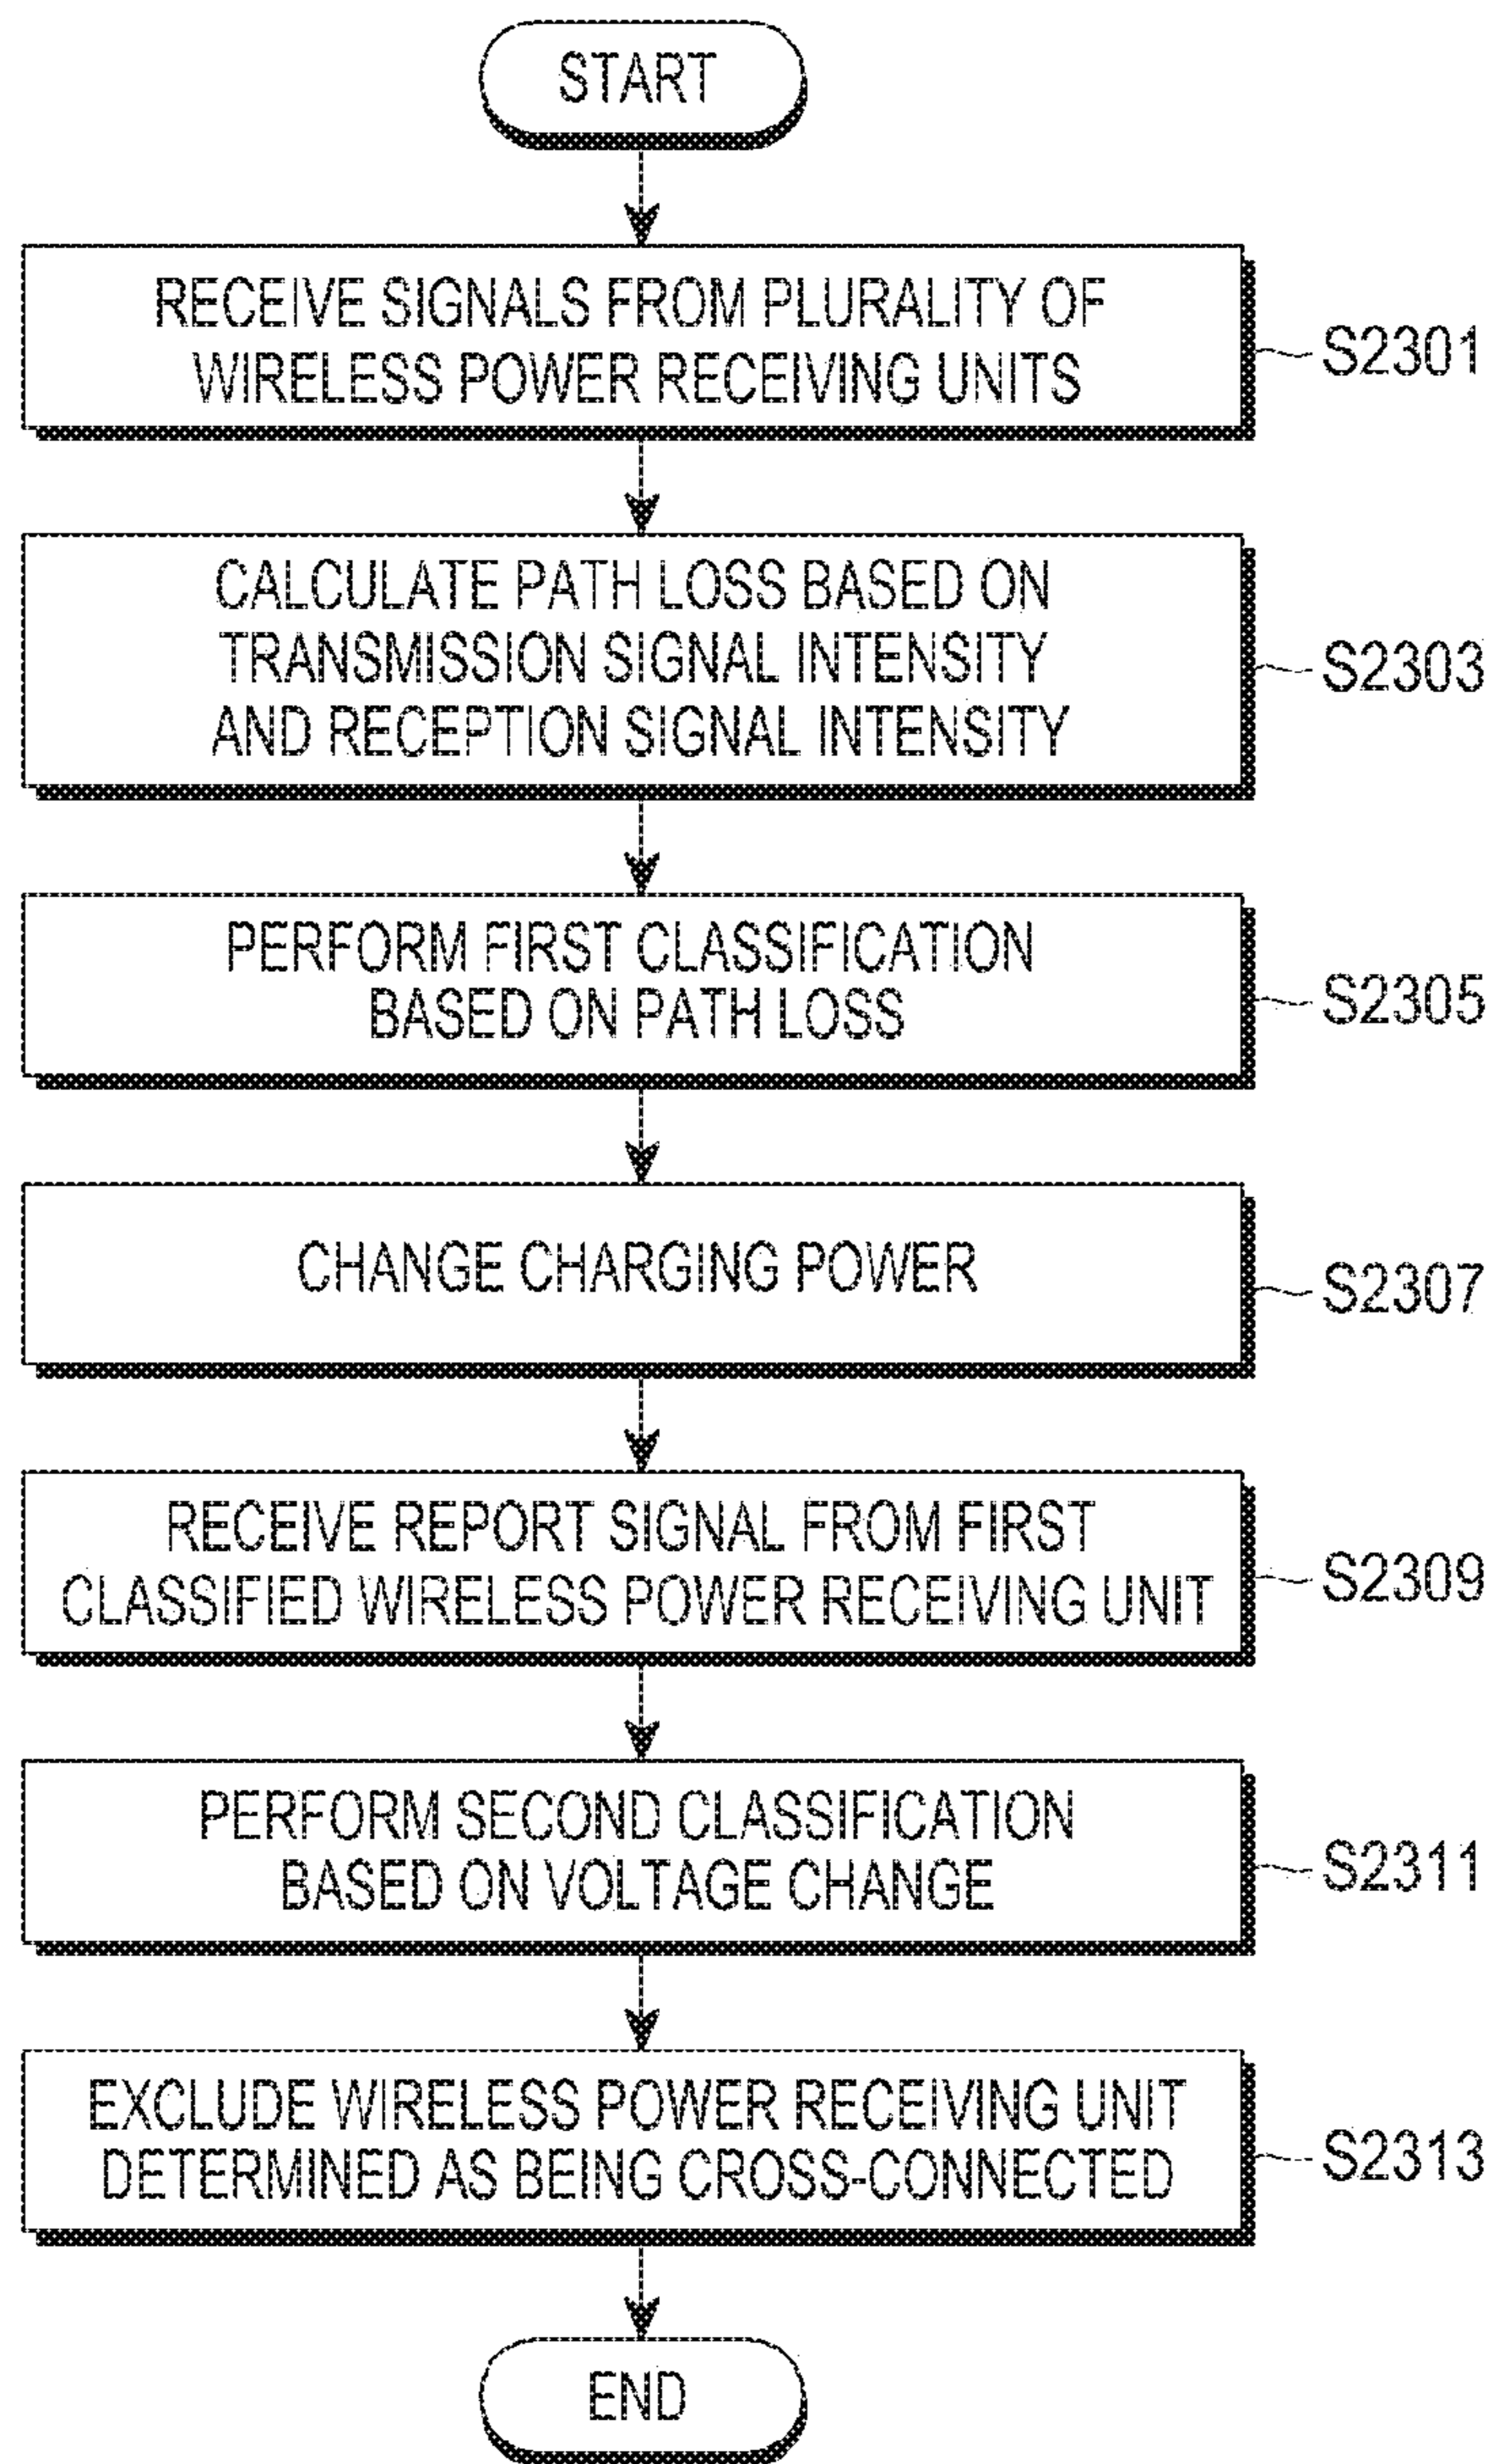 START
RECEIVE SIGNALS FROM PLURALITY OF
WIRELESS POWER RECEIVING UNITS
S2301
CALCULATE PATH LOSS BASED ON
TRANSMISSION SIGNAL INTENSITY
AND RECEPTION SIGNAL INTENSITY
S2303
PERFORM FIRST CLASSIFICATION
BASED ON PATH LOSS
S2305
CHANGE CHARGING POWER
S2307
RECEIVE REPORT SIGNAL FROM FIRST
CLASSIFIED WIRELESS POWER RECEIVING UNIT
S2309
PERFORM SECOND CLASSIFICATION
BASED ON VOLTAGE CHANGE
S2311
EXCLUDE WIRELESS POWER RECEIVING UNIT
DETERMINED AS BEING CROSS-CONNECTED
S2313
END